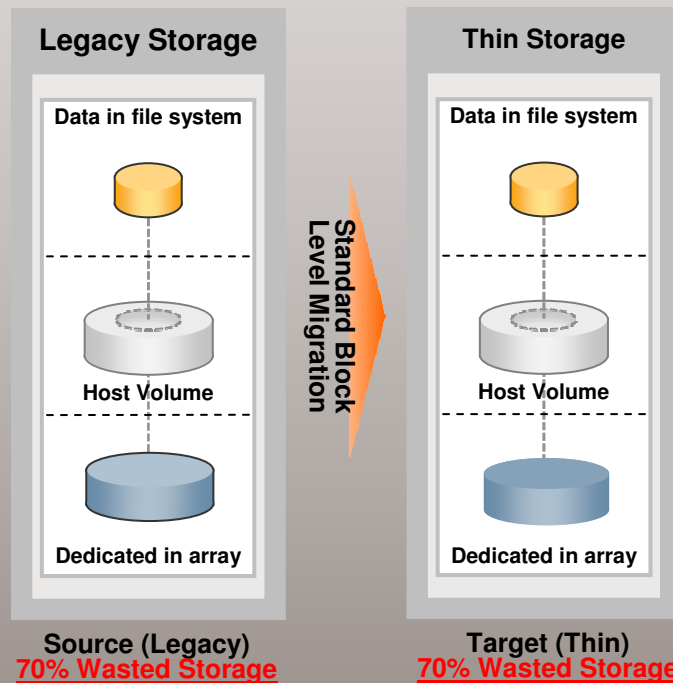 Legacy Storage
Data in file system
Host Volume
Dedicated in array
Source (Legacy)
70% Wasted Storage
Standard Block
Level Migration
Thin Storage
Data in file system
Host Volume
Dedicated in array
Target (Thin)
70% Wasted Storage